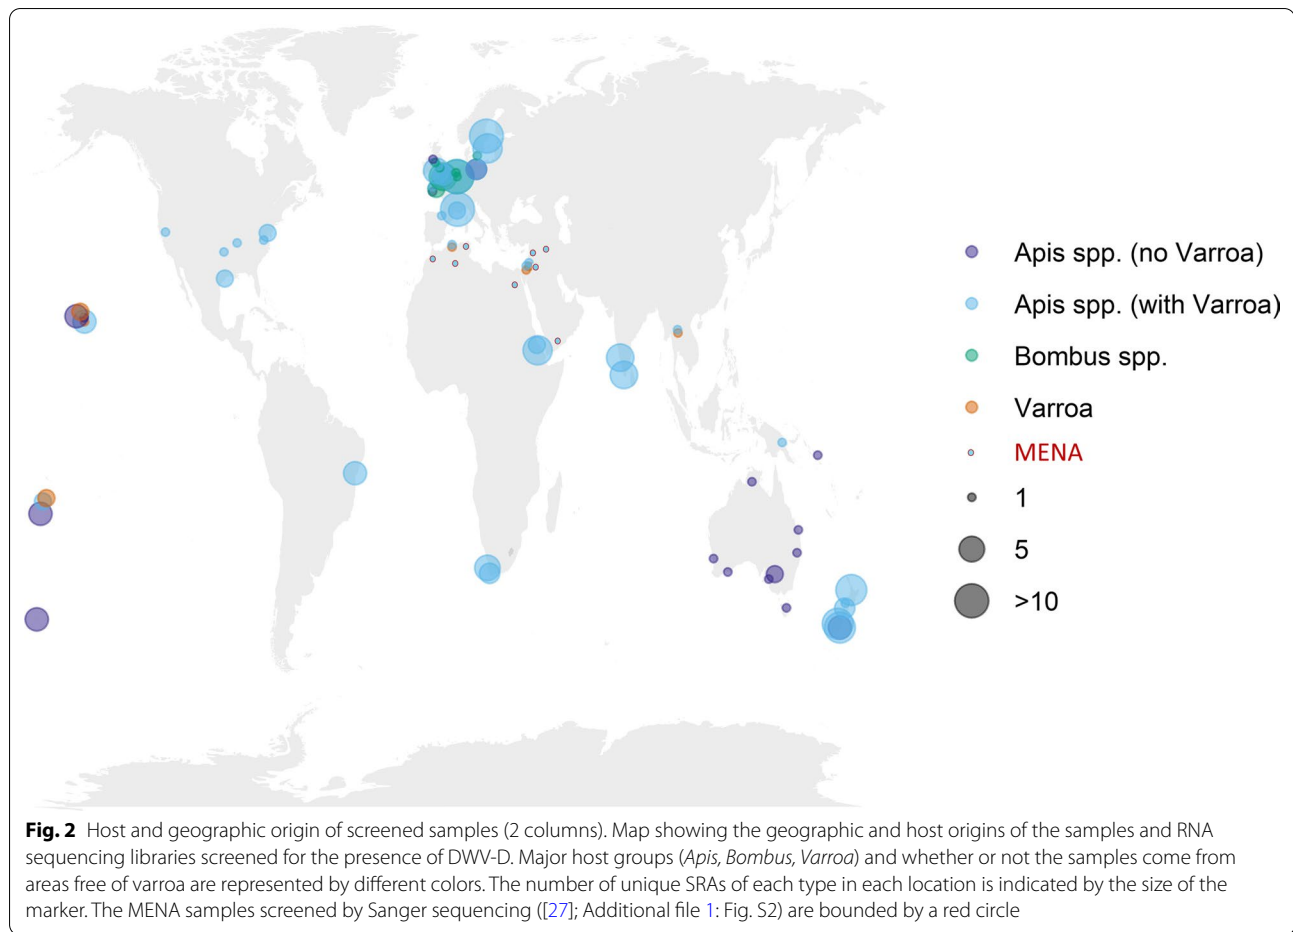 Apis spp. (no Varroa)
Apis spp. (with Varroa)
Bombus spp.
Varroa
MENA
1
5
>10
Fig. 2 Host and geographic origin of screened samples (2 columns). Map showing the geographic and host origins of the samples and RNA
sequencing libraries screened for the presence of DWV-D. Major host groups (Apis, Bombus, Varroa) and whether or not the samples come from
areas free of varroa are represented by different colors. The number of unique SRAs of each type in each location is indicated by the size of the
marker. The MENA samples screened by Sanger sequencing ([27]; Additional file 1: Fig. S2) are bounded by a red circle